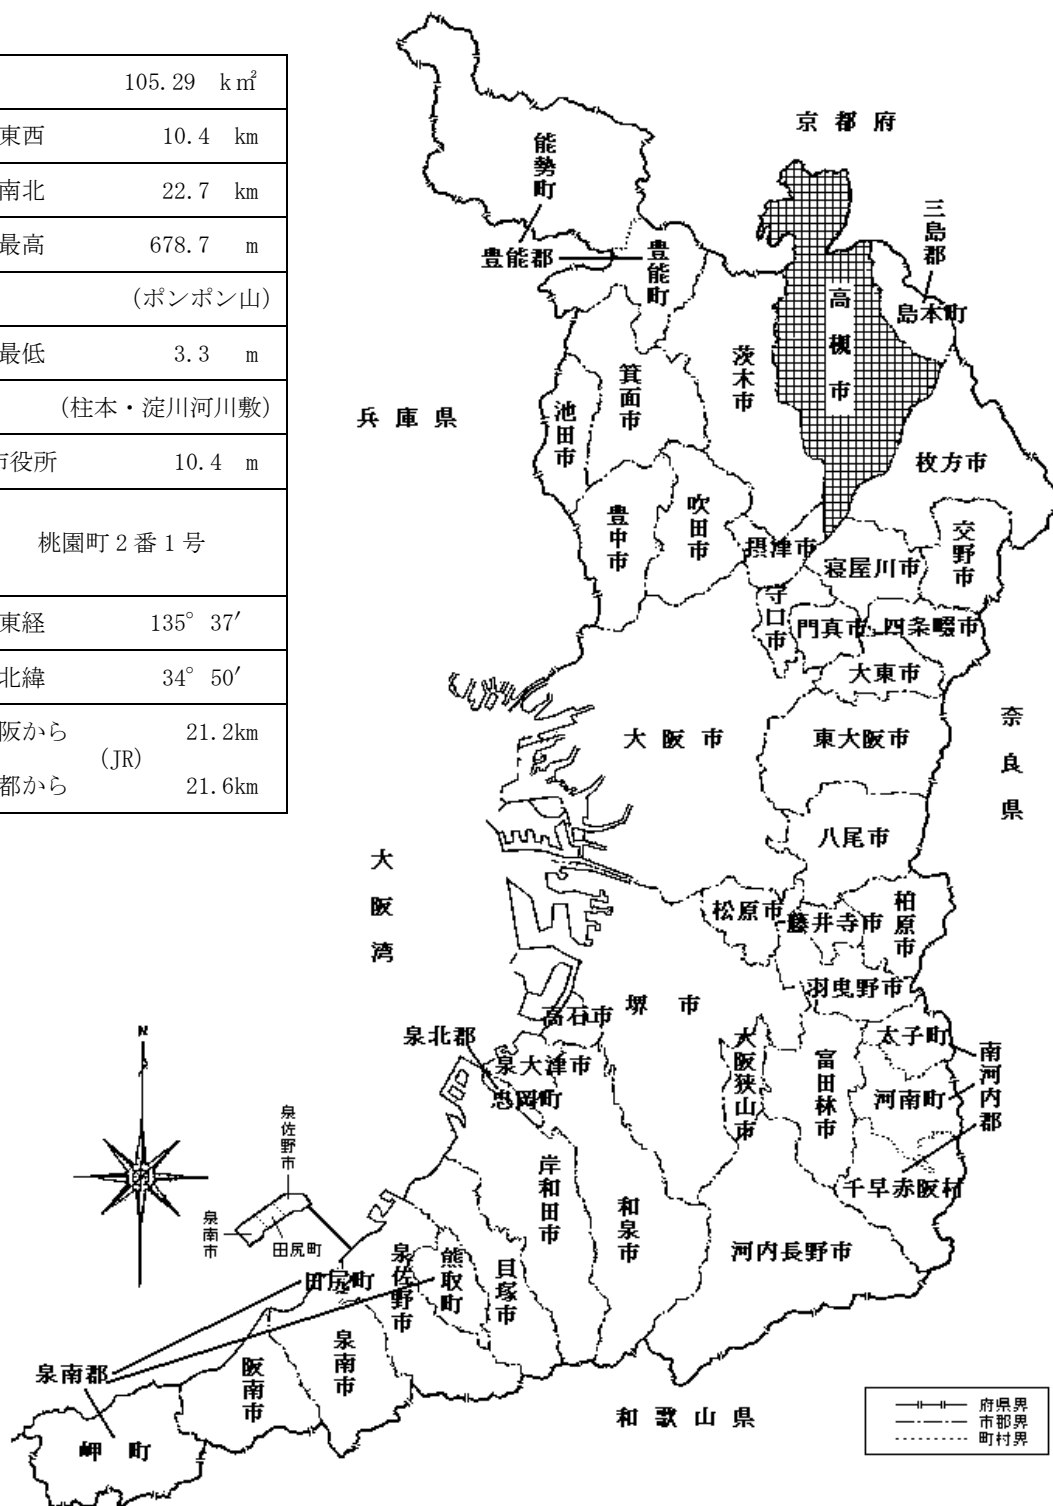 105.29 k㎡
東西 10.4 km
南北 22.7 km
最高 678.7 m
(ポンポン山)
最低 3.3 m
(柱本・淀川河川敷)
市役所 10.4 m
桃園町２番１号
東経 135° 37′
北緯 34° 50′
阪から 21.2km
(JR)
都から 21.6km
京都府
能勢町
豊能郡
豊能町
三島郡
島本町
高槻市
茨木市
箕面市
池田市
兵庫県
枚方市
豊中市
吹田市
摂津市
交野市
寝屋川市
守口市
門真市
四条畷市
大東市
大阪市
東大阪市
奈良県
八尾市
大阪湾
松原市
藤井寺市
柏原市
羽曳野市
堺市
高石市
泉北郡
泉大津市
忠岡町
大阪狭山市
富田林市
太子町
南河内郡
河南町
千早赤阪村
N
泉佐野市
泉南市
田尻町
岸和田市
和泉市
河内長野市
田尻町
泉佐野市
熊取町
貝塚市
泉南郡
阪南市
泉南市
岬町
和歌山県
府県界
市郡界
町村界